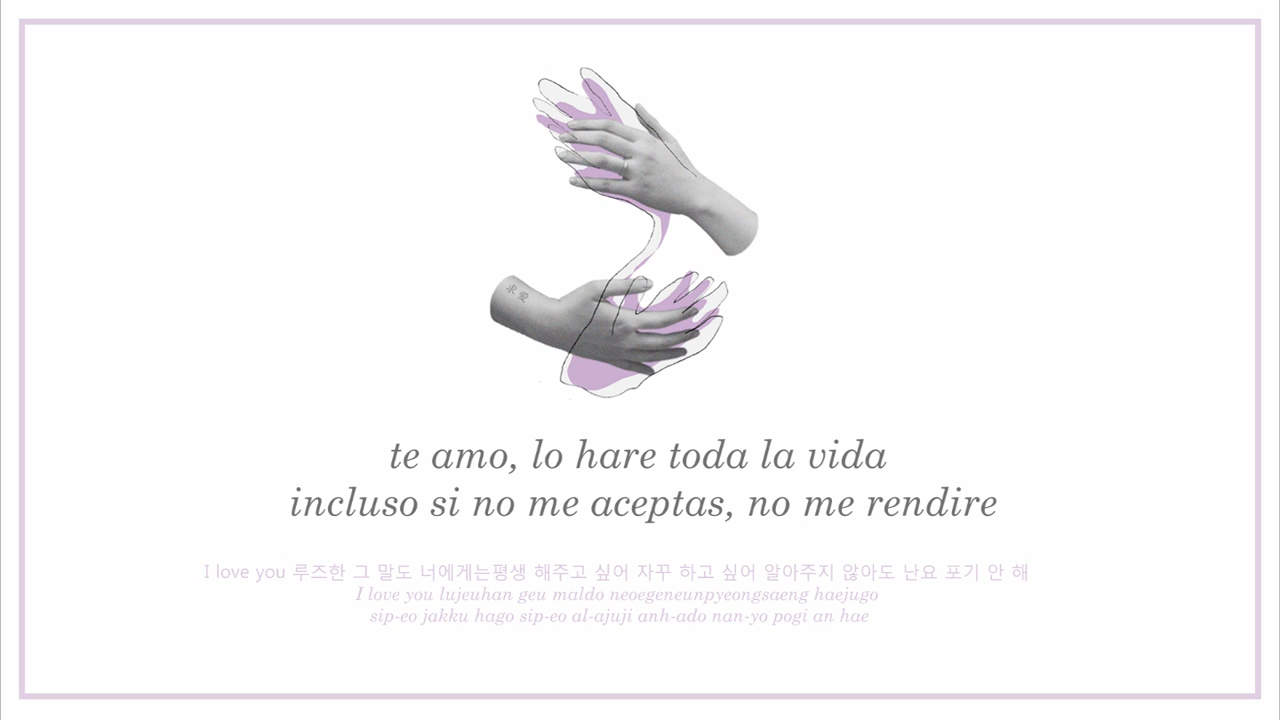 求愛
te amo, lo hare toda la vida
incluso si no me aceptas, no me rendire
I love you 루즈한 그 말도 너에게는평생 해주고 싶어 자꾸 하고 싶어 알아주지 않아도 난요 포기 안 해
I love you lujeuhan geu maldo neoegeneunpyeongsaeng haejugo
sip-eo jakku hago sip-eo al-ajuji anh-ado nan-yo pogi an hae